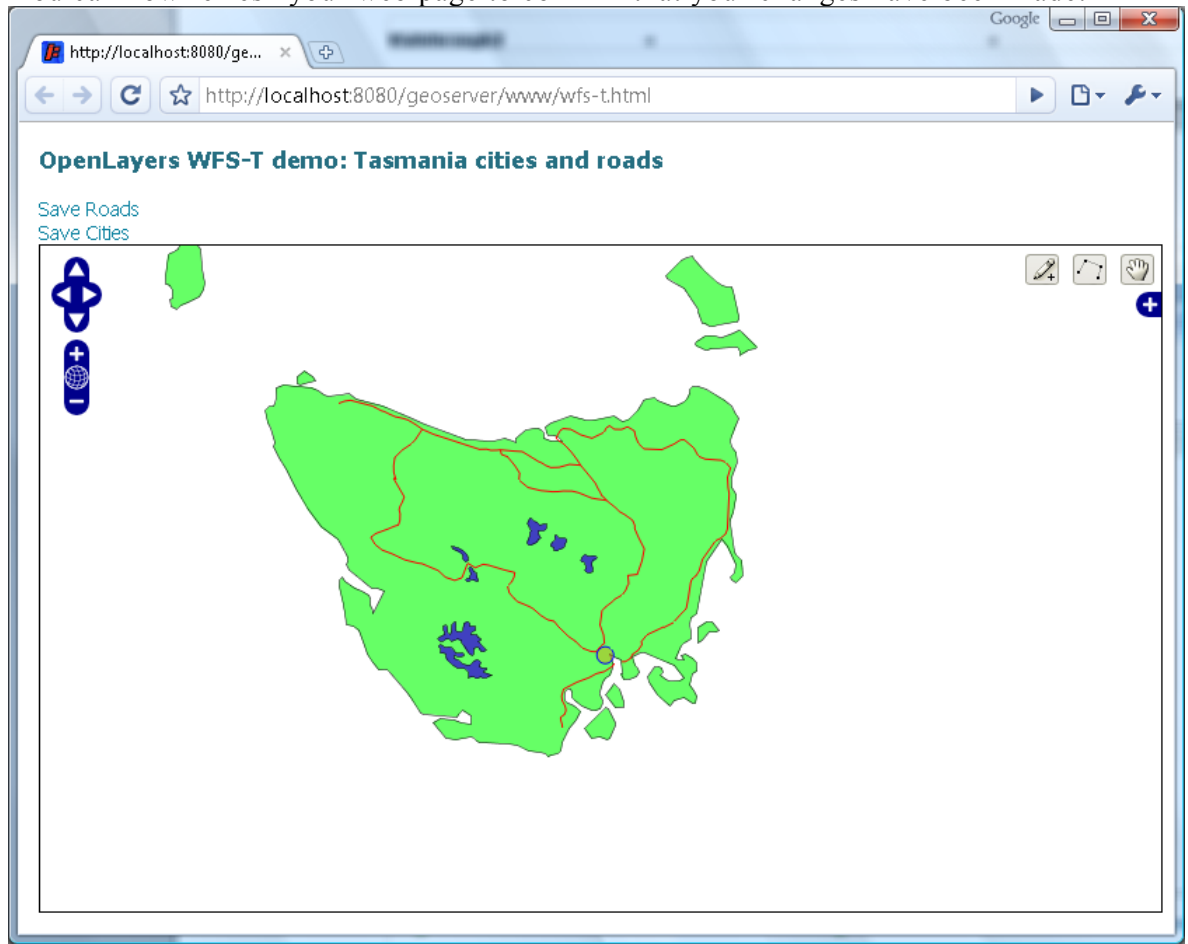 Google
http://localhost:8080/ge...
http://localhost:8080/geoserver/www/wfs-t.html
OpenLayers WFS-T demo: Tasmania cities and roads
Save Roads
Save Cities